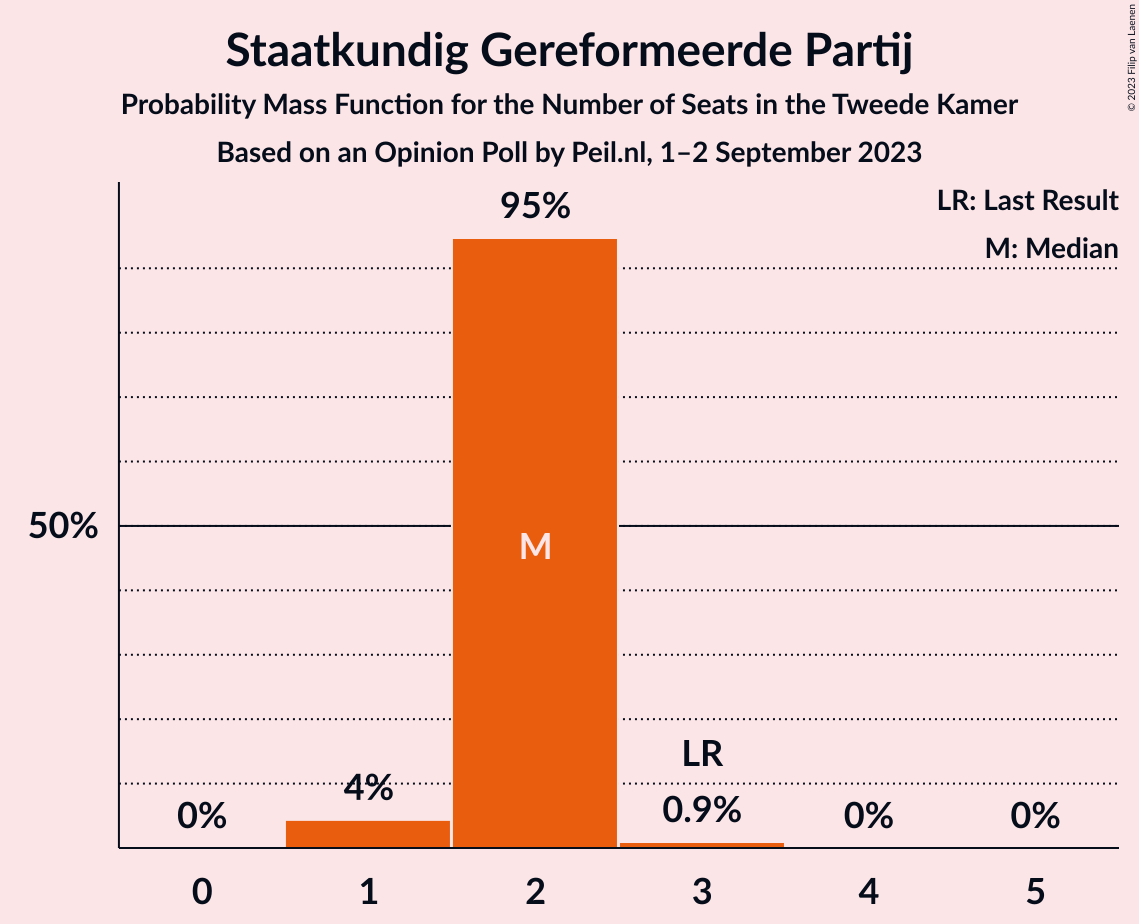 Staatkundig Gereformeerde Partij
Probability Mass Function for the Number of Seats in the Tweede Kamer
Based on an Opinion Poll by Peil.nl, 1–2 September 2023
© 2023 Filip van Laenen
LR: Last Result
M: Median
95%
50%
M
LR
4%
0%
0.9%
0%
0%
0
1
2
3
4
5